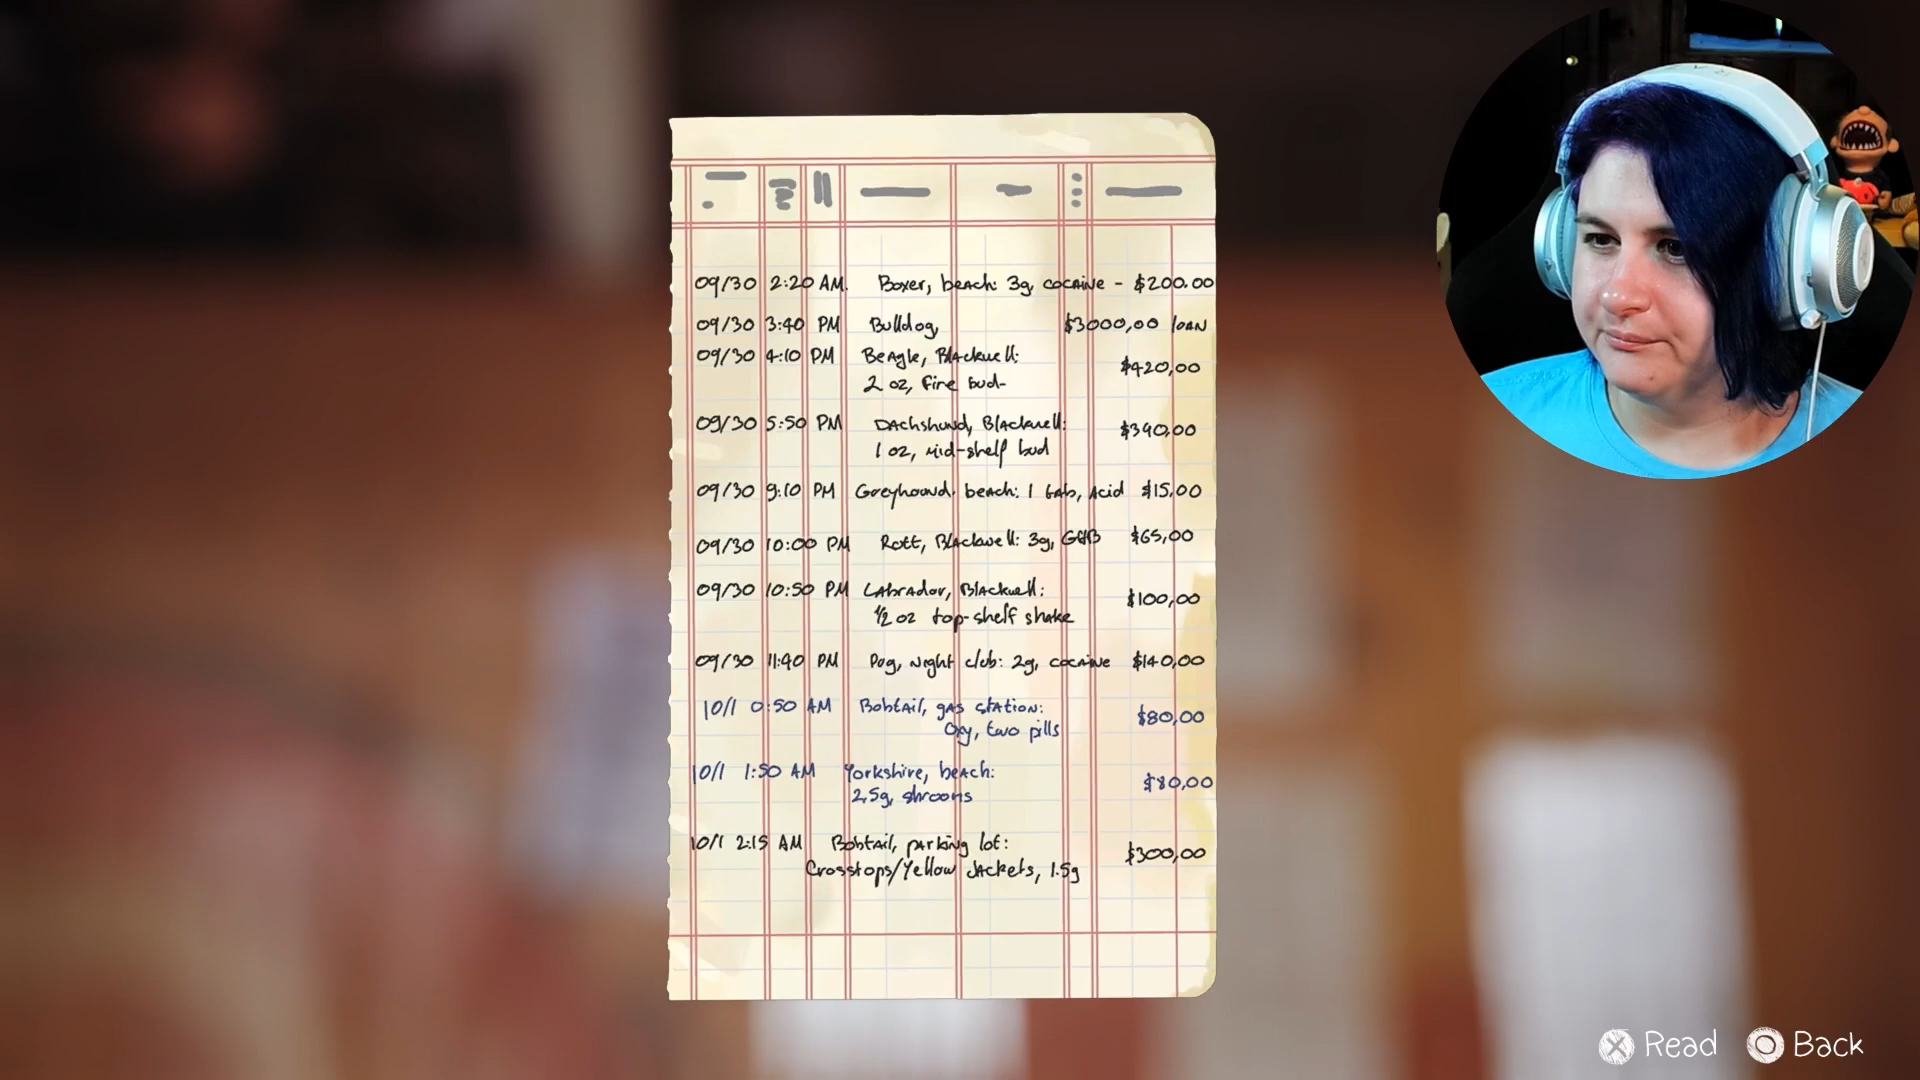 09/30 2:20 AM. Boxer, beach: 3g, cocaine - $200.00
09/30 3:40 PM Bulldog, $3000,00 loan
09/30 4:10 PM Beagle, Blackwell: $420,00
2 oz, fire bud-
09/30 5:50 PM Dachshund, Blackwell: $340,00
1 oz, mid-shelf bud
09/30 9:10 PM Greyhound, beach: 1 tab, acid $15,00
09/30 10:00 PM Rott, Blackwell: 3g, GHB $65,00
09/30 10:50 PM Labrador, Blackwell: $100,00
1/2 oz top-shelf shake
09/30 11:40 PM Pog, night club: 2g, cocaine $140,00
10/1 0:50 AM Bobtail, gas station: $80,00
Oxy, two pills
10/1 1:50 AM Yorkshire, beach: $80,00
2,5g, shrooms
10/1 2:15 AM Bobtail, parking lot: $300,00
Crosstops/Yellow Jackets, 1.5g
Read Back